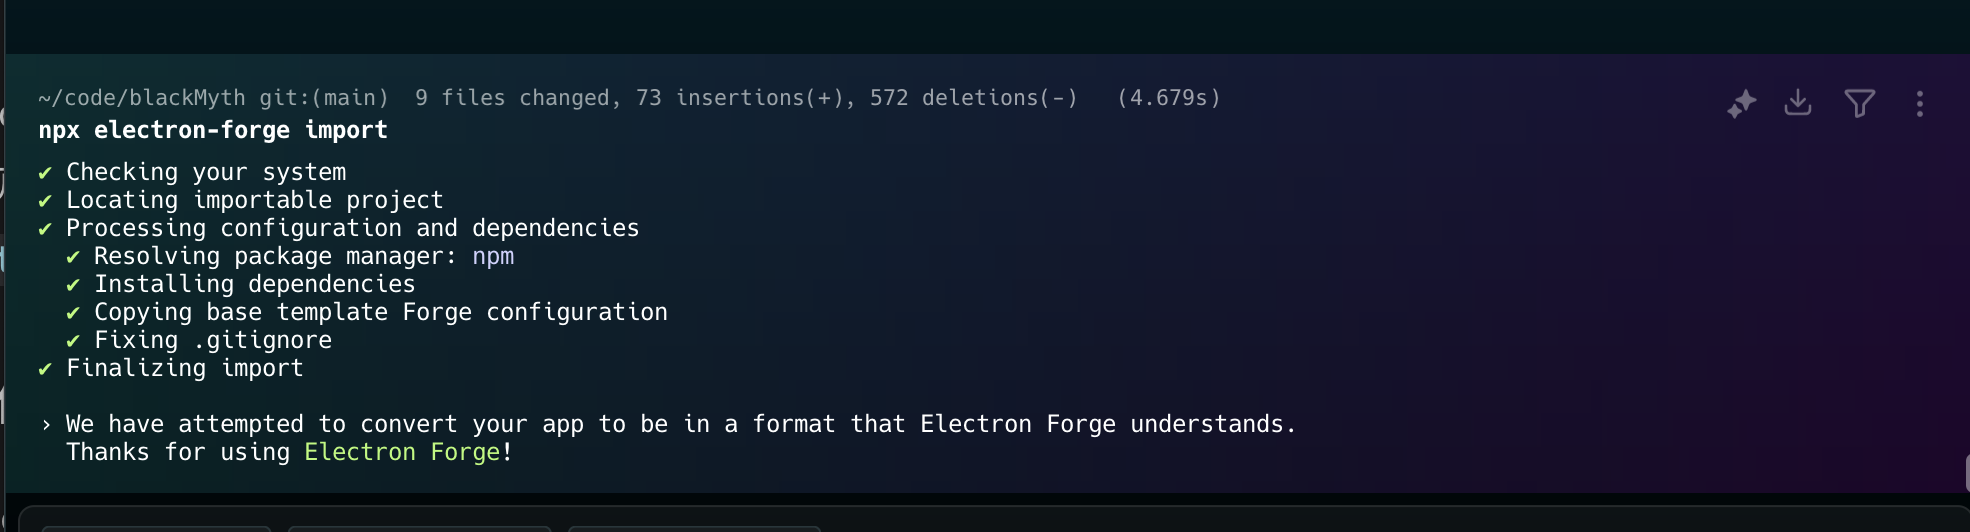 ~/code/blackMyth git:(main) 9 files changed, 73 insertions(+), 572 deletions(-) (4.679s)
npx electron-forge import
✔ Checking your system
✔ Locating importable project
✔ Processing configuration and dependencies
✔ Resolving package manager: npm
✔ Installing dependencies
✔ Copying base template Forge configuration
✔ Fixing .gitignore
✔ Finalizing import
› We have attempted to convert your app to be in a format that Electron Forge understands.
Thanks for using Electron Forge!